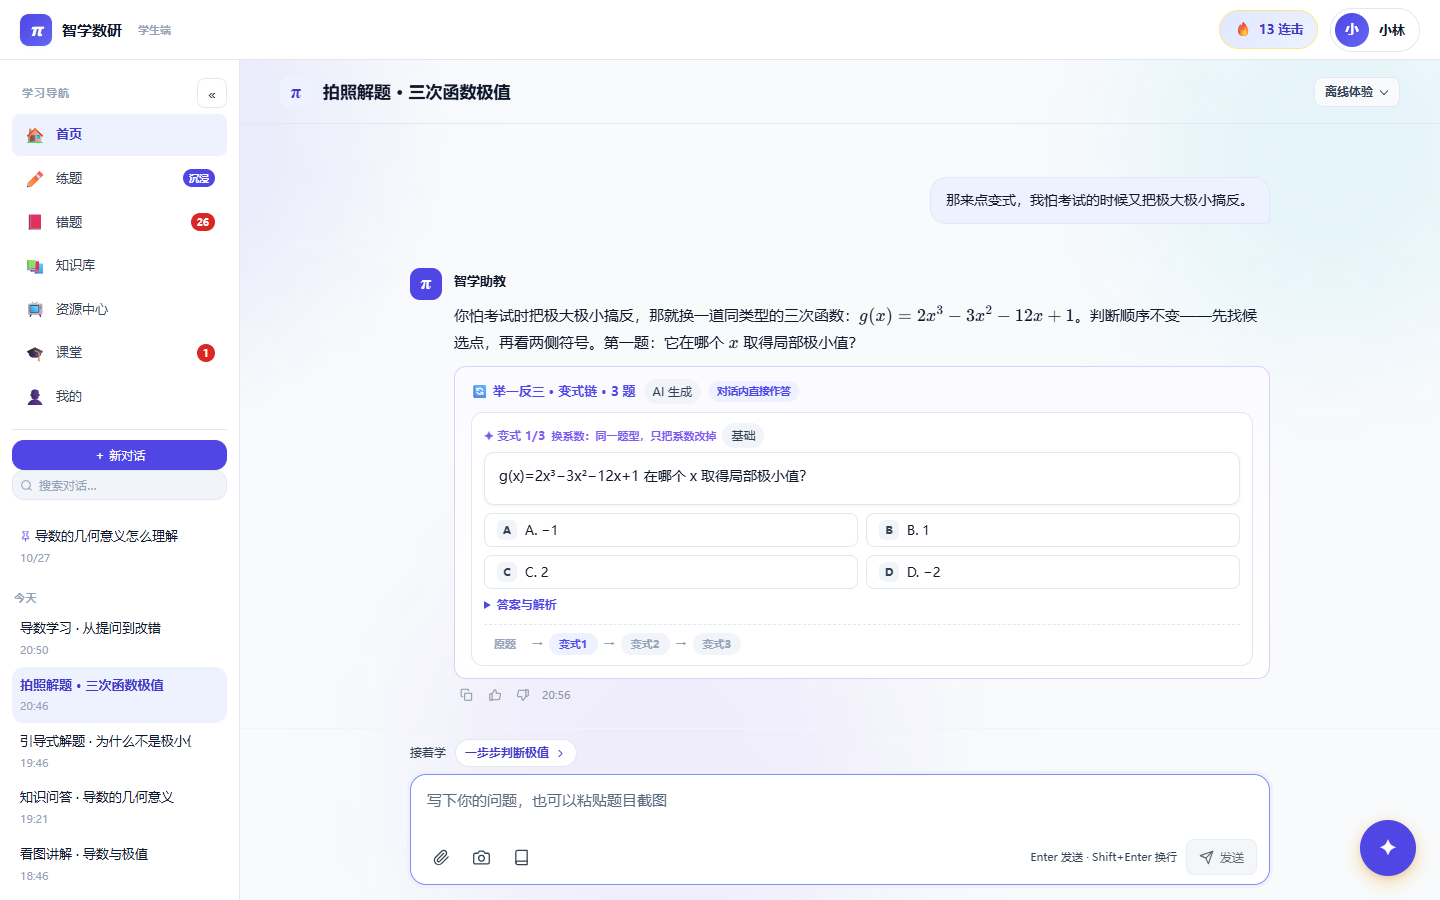 π 智学数研 学生端
13 连击
小 小林
学习导航 «
首页
练题 沉浸
错题 26
知识库
资源中心
课堂 1
我的
+ 新对话
搜索对话...
导数的几何意义怎么理解
10/27
今天
导数学习 · 从提问到改错
20:50
拍照解题 • 三次函数极值
20:46
引导式解题 · 为什么不是极小
19:46
知识问答 · 导数的几何意义
19:21
看图讲解 · 导数与极值
18:46
π 拍照解题 • 三次函数极值
离线体验
那来点变式，我怕考试的时候又把极大极小搞反。
π 智学助教
你怕考试时把极大极小搞反，那就换一道同类型的三次函数：g(x) = 2x³ − 3x² − 12x + 1。判断顺序不变——先找候
选点，再看两侧符号。第一题：它在哪个 x 取得局部极小值？
举一反三 • 变式链 • 3 题 AI 生成 对话内直接作答
✦ 变式 1/3 换系数：同一题型，只把系数改掉 基础
g(x)=2x³−3x²−12x+1 在哪个 x 取得局部极小值？
A A. −1
B B. 1
C C. 2
D D. −2
▶ 答案与解析
原题 → 变式1 → 变式2 → 变式3
20:56
接着学 一步步判断极值 ›
写下你的问题，也可以粘贴题目截图
Enter 发送 · Shift+Enter 换行 发送